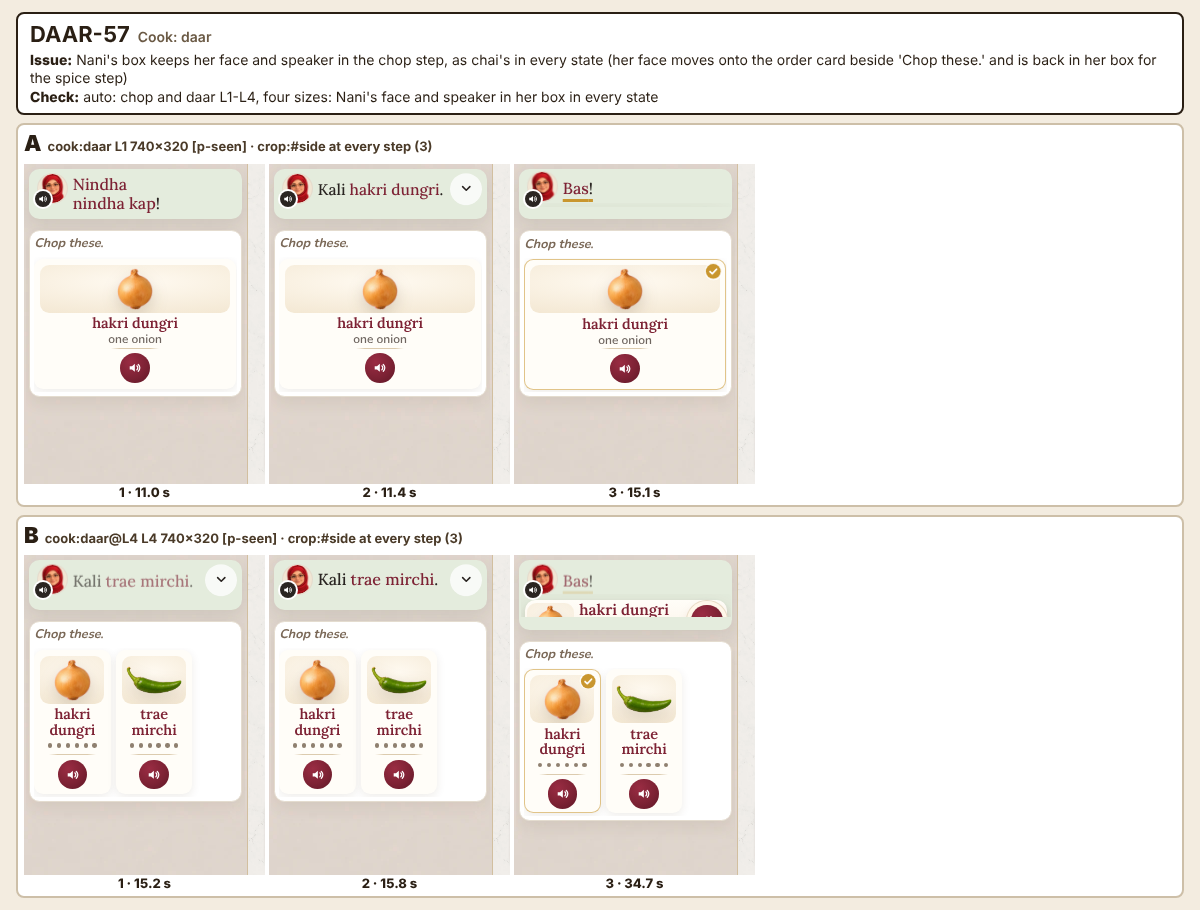 DAAR-57 Cook: daar
Issue: Nani's box keeps her face and speaker in the chop step, as chai's in every state (her face moves onto the order card beside 'Chop these.' and is back in her box for
the spice step)
Check: auto: chop and daar L1-L4, four sizes: Nani's face and speaker in her box in every state
A cook:daar L1 740×320 [p-seen] · crop:#side at every step (3)
Nindha
nindha kap!
Chop these.
hakri dungri
one onion
1 · 11.0 s
Kali hakri dungri.
Chop these.
hakri dungri
one onion
2 · 11.4 s
Bas!
Chop these.
hakri dungri
one onion
3 · 15.1 s
B cook:daar@L4 L4 740×320 [p-seen] · crop:#side at every step (3)
Kali trae mirchi.
Chop these.
hakri
dungri
trae
mirchi
1 · 15.2 s
Kali trae mirchi.
Chop these.
hakri
dungri
trae
mirchi
2 · 15.8 s
Bas!
hakri dungri
Chop these.
hakri
dungri
trae
mirchi
3 · 34.7 s